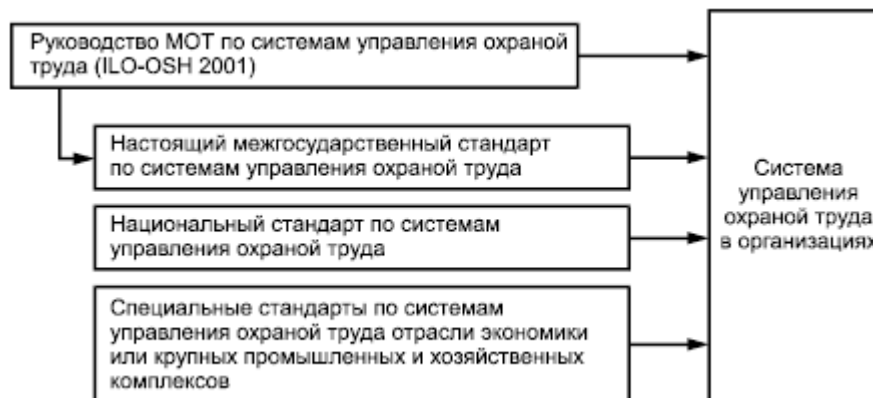 Руководство МОТ по системам управления охраной
труда (ILO-OSH 2001)
Настоящий межгосударственный стандарт
по системам управления охраной труда
Национальный стандарт по системам
управления охраной труда
Специальные стандарты по системам
управления охраной труда отрасли экономики
или крупных промышленных и хозяйственных
комплексов
Система
управления
охраной труда
в организациях